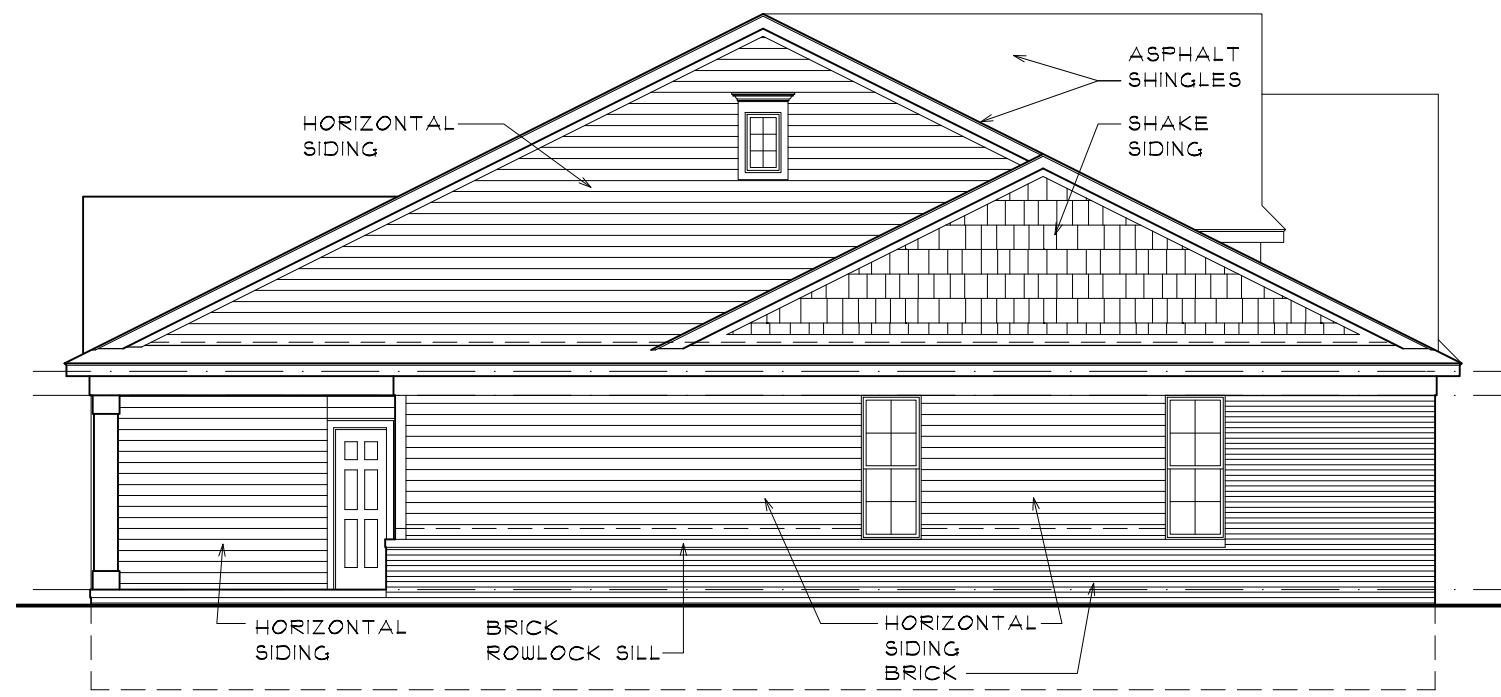 ASPHALT
SHINGLES
HORIZONTAL
SIDING
SHAKE
SIDING
HORIZONTAL
SIDING
BRICK
ROWLOCK SILL
HORIZONTAL
SIDING
BRICK